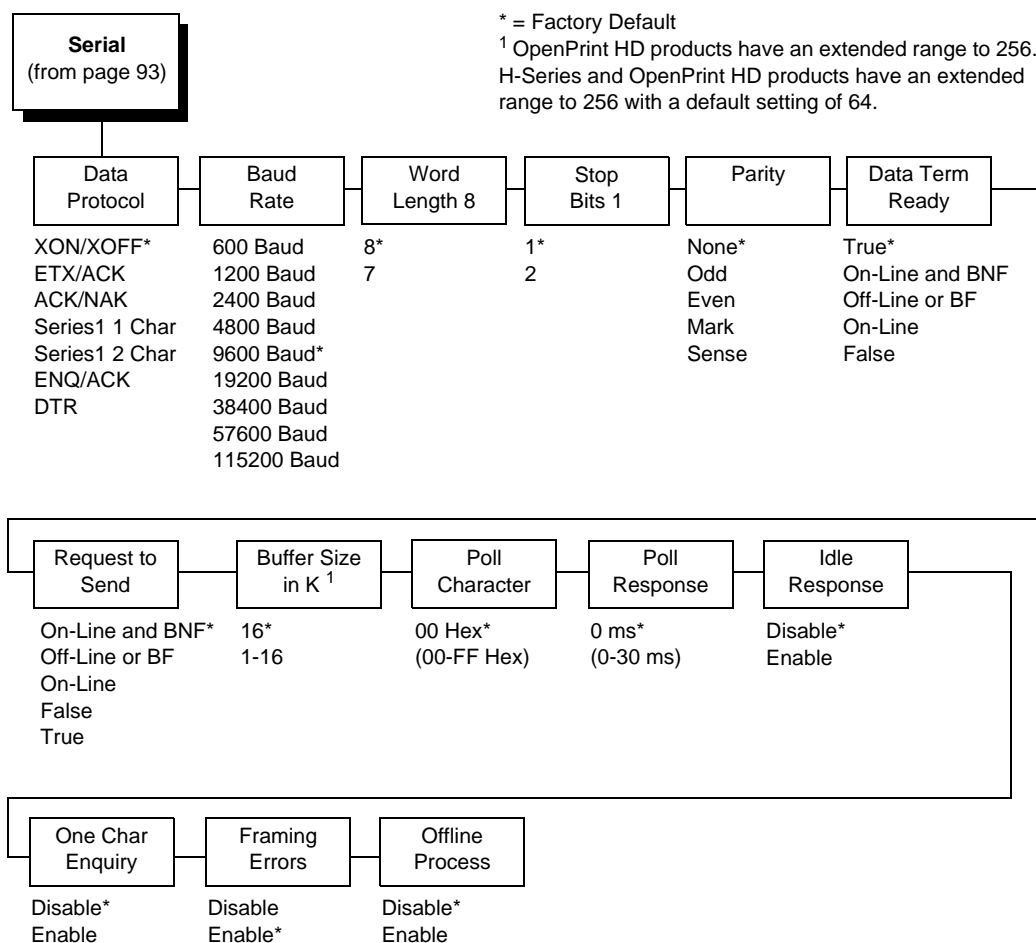 Serial
(from page 93)
* = Factory Default
1 OpenPrint HD products have an extended range to 256.
H-Series and OpenPrint HD products have an extended
range to 256 with a default setting of 64.
Data
Protocol
XON/XOFF*
ETX/ACK
ACK/NAK
Series1 1 Char
Series1 2 Char
ENQ/ACK
DTR
Baud
Rate
600 Baud
1200 Baud
2400 Baud
4800 Baud
9600 Baud*
19200 Baud
38400 Baud
57600 Baud
115200 Baud
Word
Length 8
8*
7
Stop
Bits 1
1*
2
Parity
None*
Odd
Even
Mark
Sense
Data Term
Ready
True*
On-Line and BNF
Off-Line or BF
On-Line
False
Request to
Send
On-Line and BNF*
Off-Line or BF
On-Line
False
True
Buffer Size
in K 1
16*
1-16
Poll
Character
00 Hex*
(00-FF Hex)
Poll
Response
0 ms*
(0-30 ms)
Idle
Response
Disable*
Enable
One Char
Enquiry
Disable*
Enable
Framing
Errors
Disable
Enable*
Offline
Process
Disable*
Enable